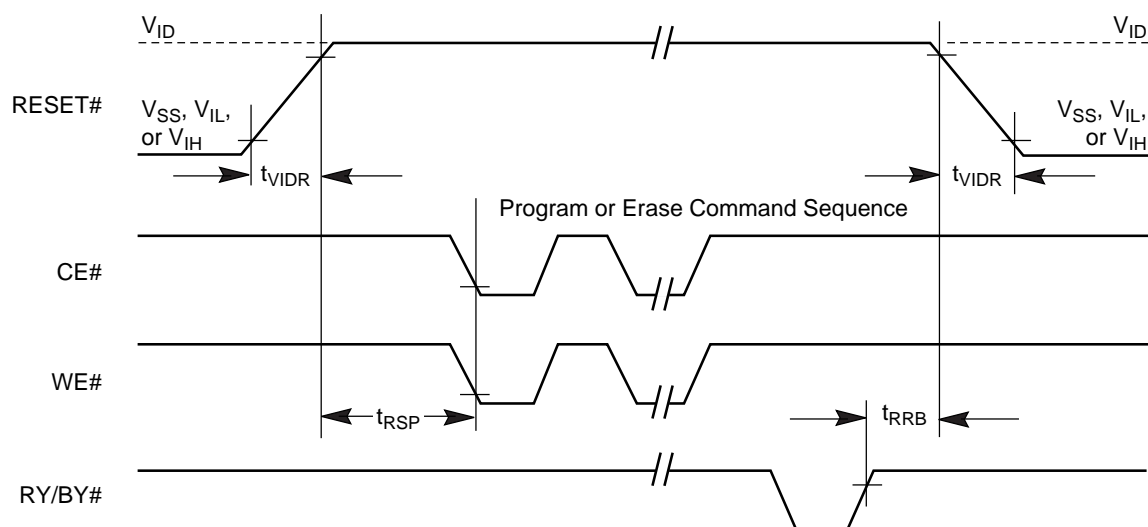 V_ID
V_ID
RESET#
V_SS, V_IL,
or V_IH
V_SS, V_IL,
or V_IH
t_VIDR
t_VIDR
Program or Erase Command Sequence
CE#
WE#
t_RSP
t_RRB
RY/BY#